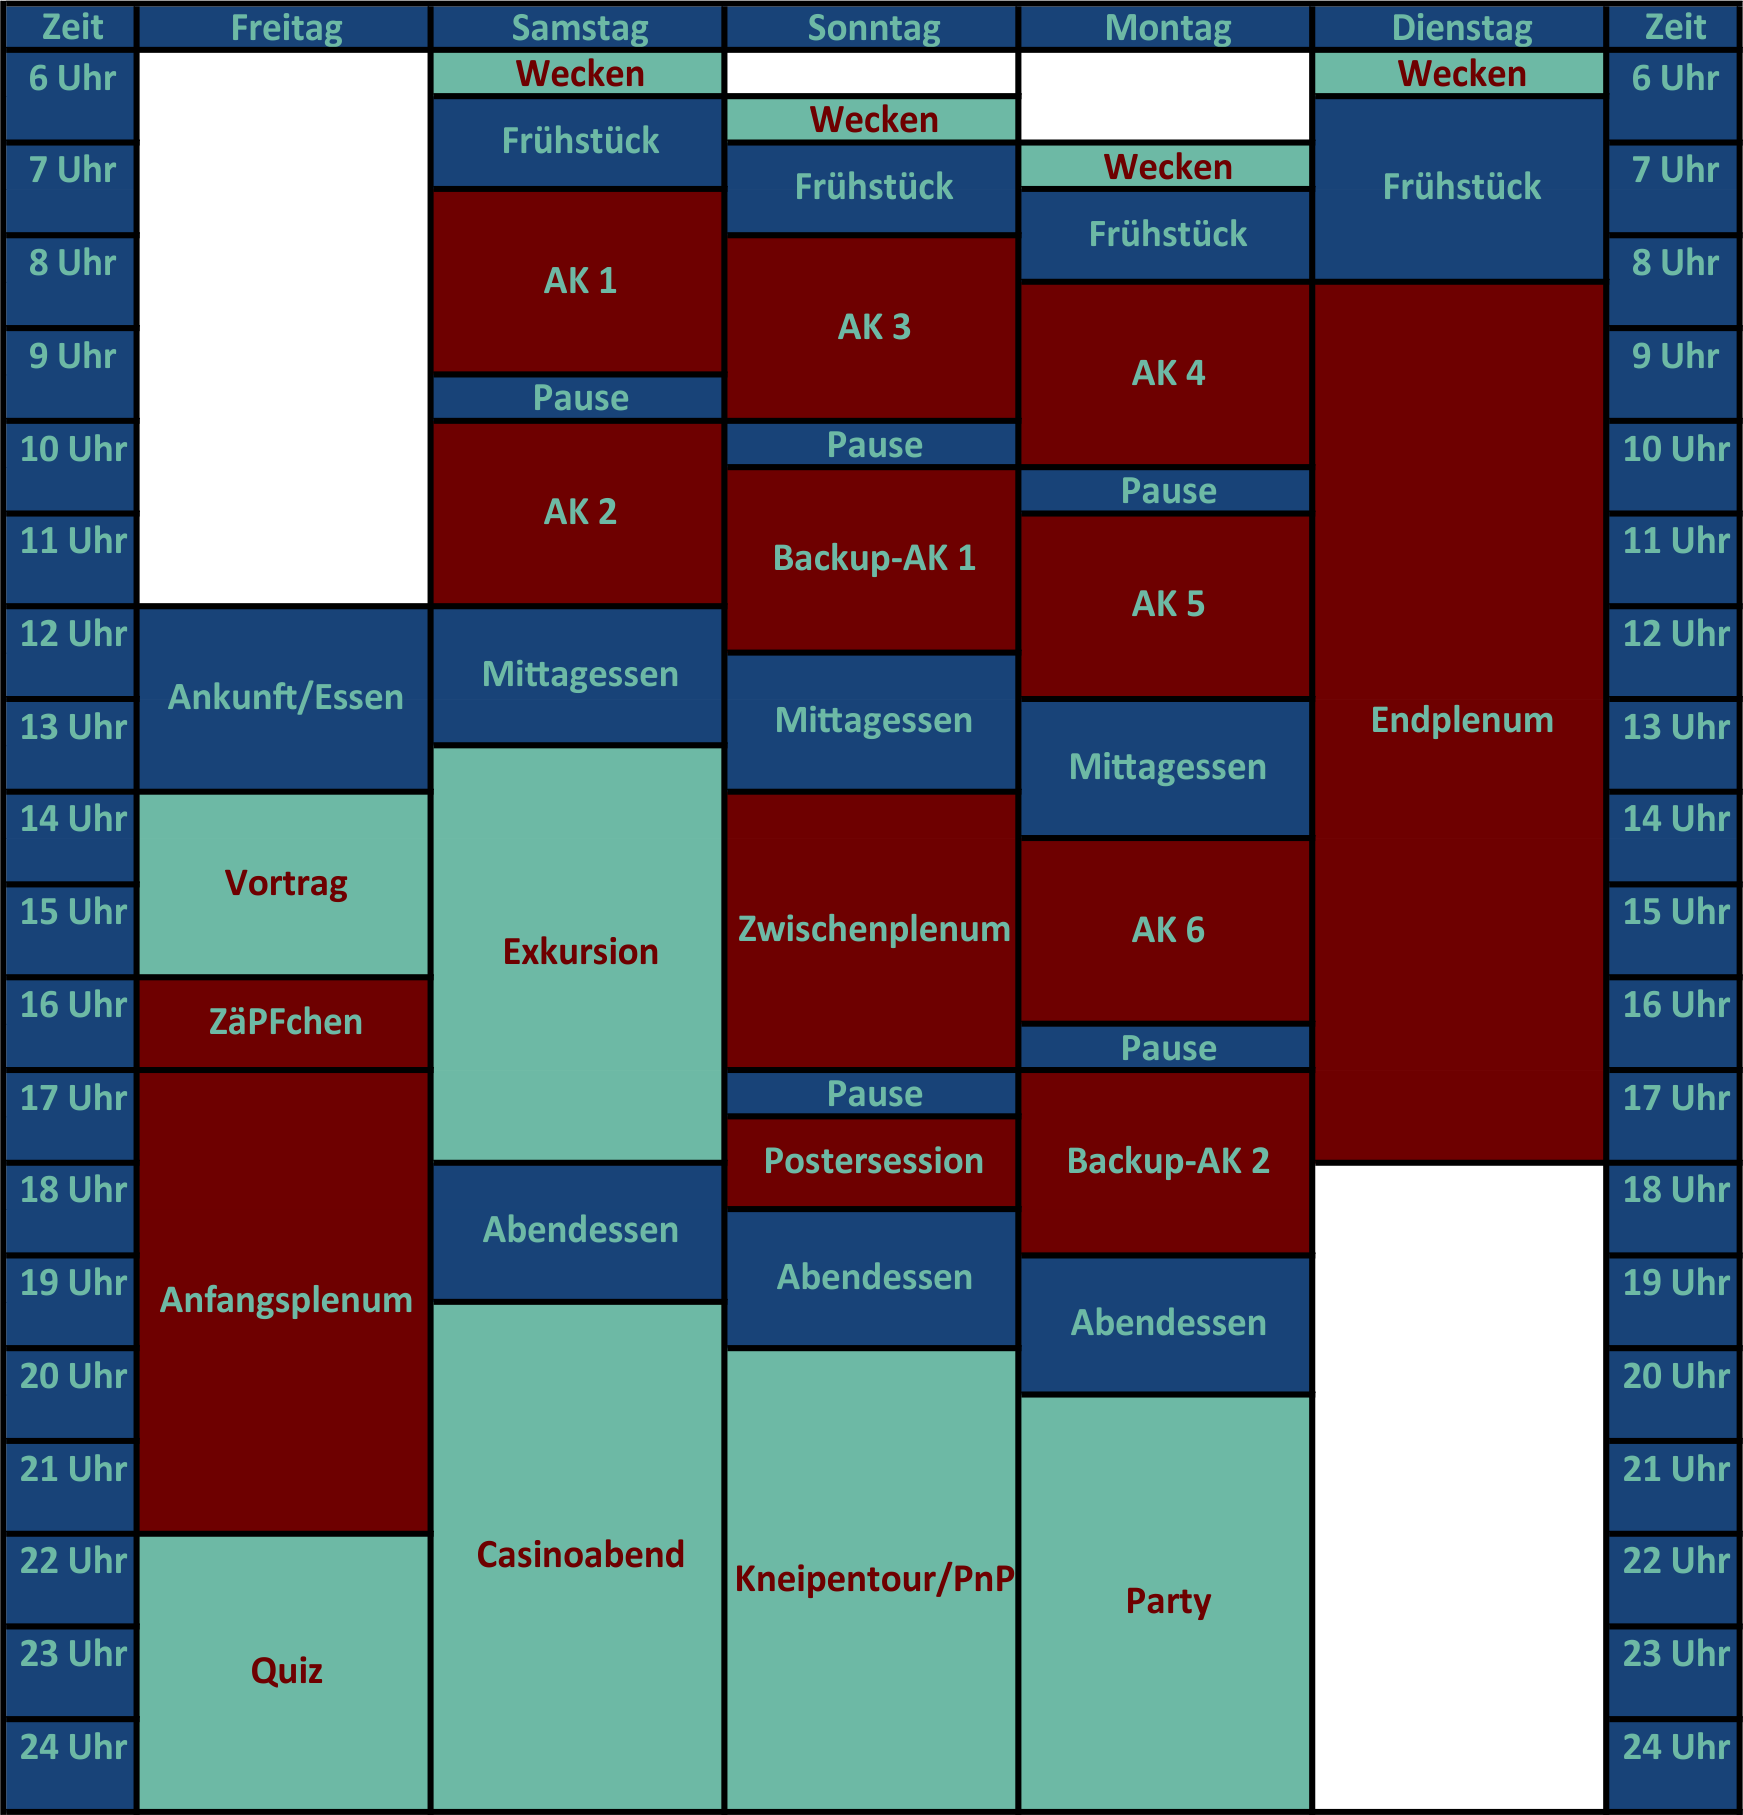 Zeit Freitag Samstag Sonntag Montag Dienstag Zeit
6 Uhr Wecken Wecken 6 Uhr
Frühstück Wecken Frühstück
7 Uhr Frühstück Wecken 7 Uhr
8 Uhr AK 1 AK 3 Frühstück Endplenum 8 Uhr
9 Uhr Pause AK 4 9 Uhr
10 Uhr AK 2 Pause Pause 10 Uhr
11 Uhr Backup-AK 1 AK 5 11 Uhr
12 Uhr Ankunft/Essen Mittagessen Mittagessen 12 Uhr
13 Uhr Exkursion Mittagessen 13 Uhr
14 Uhr Vortrag Zwischenplenum AK 6 14 Uhr
15 Uhr 15 Uhr
16 Uhr ZäPFchen Pause 16 Uhr
17 Uhr Anfangsplenum Pause Backup-AK 2 17 Uhr
Postersession
18 Uhr Abendessen Abendessen 18 Uhr
19 Uhr Casinoabend Abendessen 19 Uhr
20 Uhr Kneipentour/PnP Party 20 Uhr
21 Uhr 21 Uhr
22 Uhr Quiz 22 Uhr
23 Uhr 23 Uhr
24 Uhr 24 Uhr